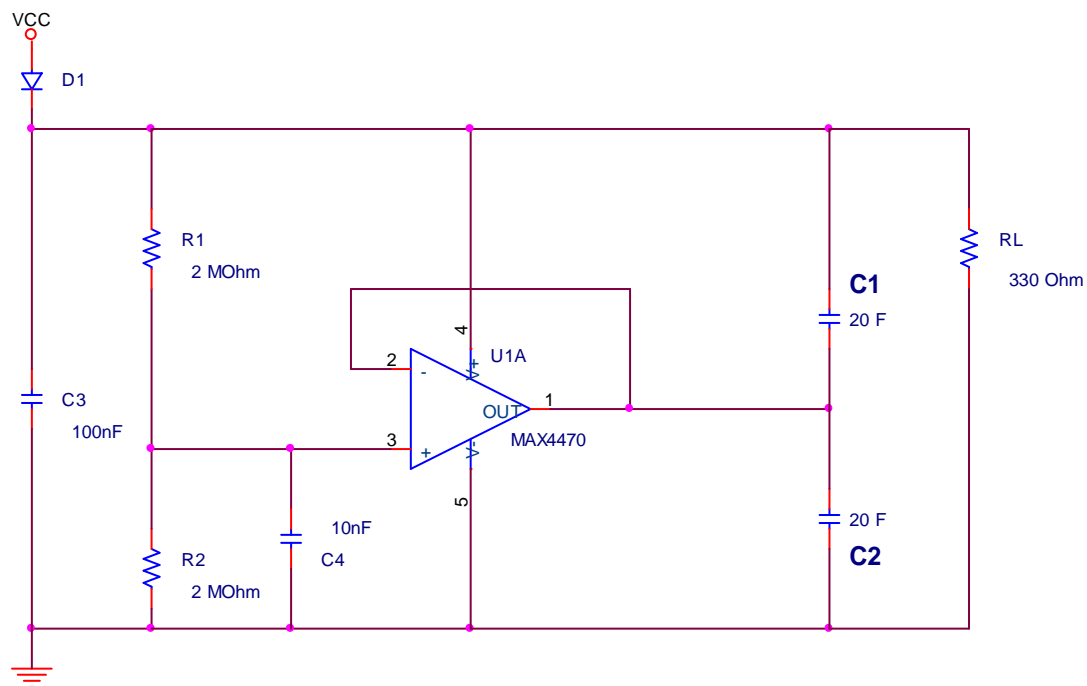 VCC
D1
R1
2 MOhm
RL
330 Ohm
C1
20 F
4
V+
U1A
2
-
C3
100nF
OUT
1
MAX4470
3
+
V-
5
10nF
C4
20 F
C2
R2
2 MOhm